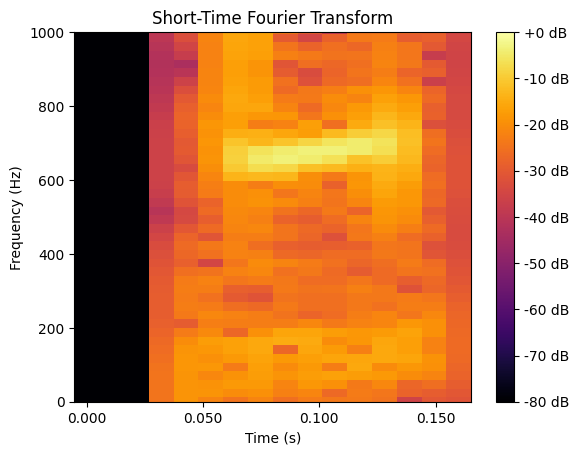 Short-Time Fourier Transform
1000
800
600
400
200
0
Frequency (Hz)
0.000
0.050
0.100
0.150
Time (s)
+0 dB
-10 dB
-20 dB
-30 dB
-40 dB
-50 dB
-60 dB
-70 dB
-80 dB